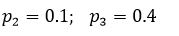 p₂ = 0.1;   p₃ = 0.4